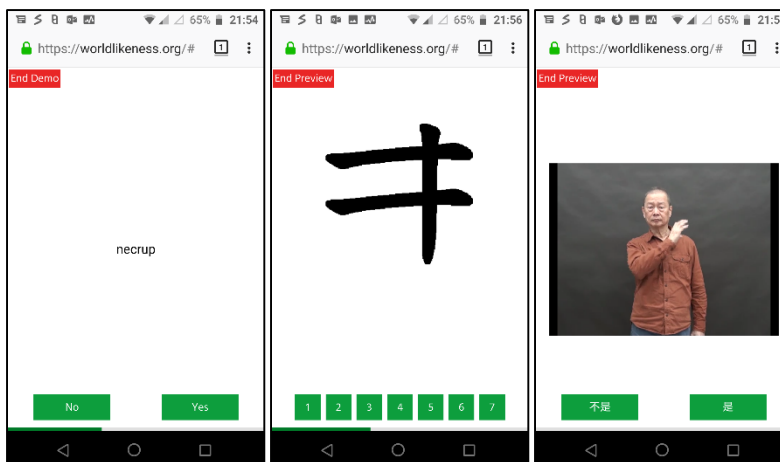 65% 21:54
https://worldlikeness.org/# 1
End Demo
necrup
No Yes
65% 21:56
https://worldlikeness.org/# 1
End Preview
1 2 3 4 5 6 7
65% 21:5
https://worldlikeness.org/# 1
End Preview
不是 是